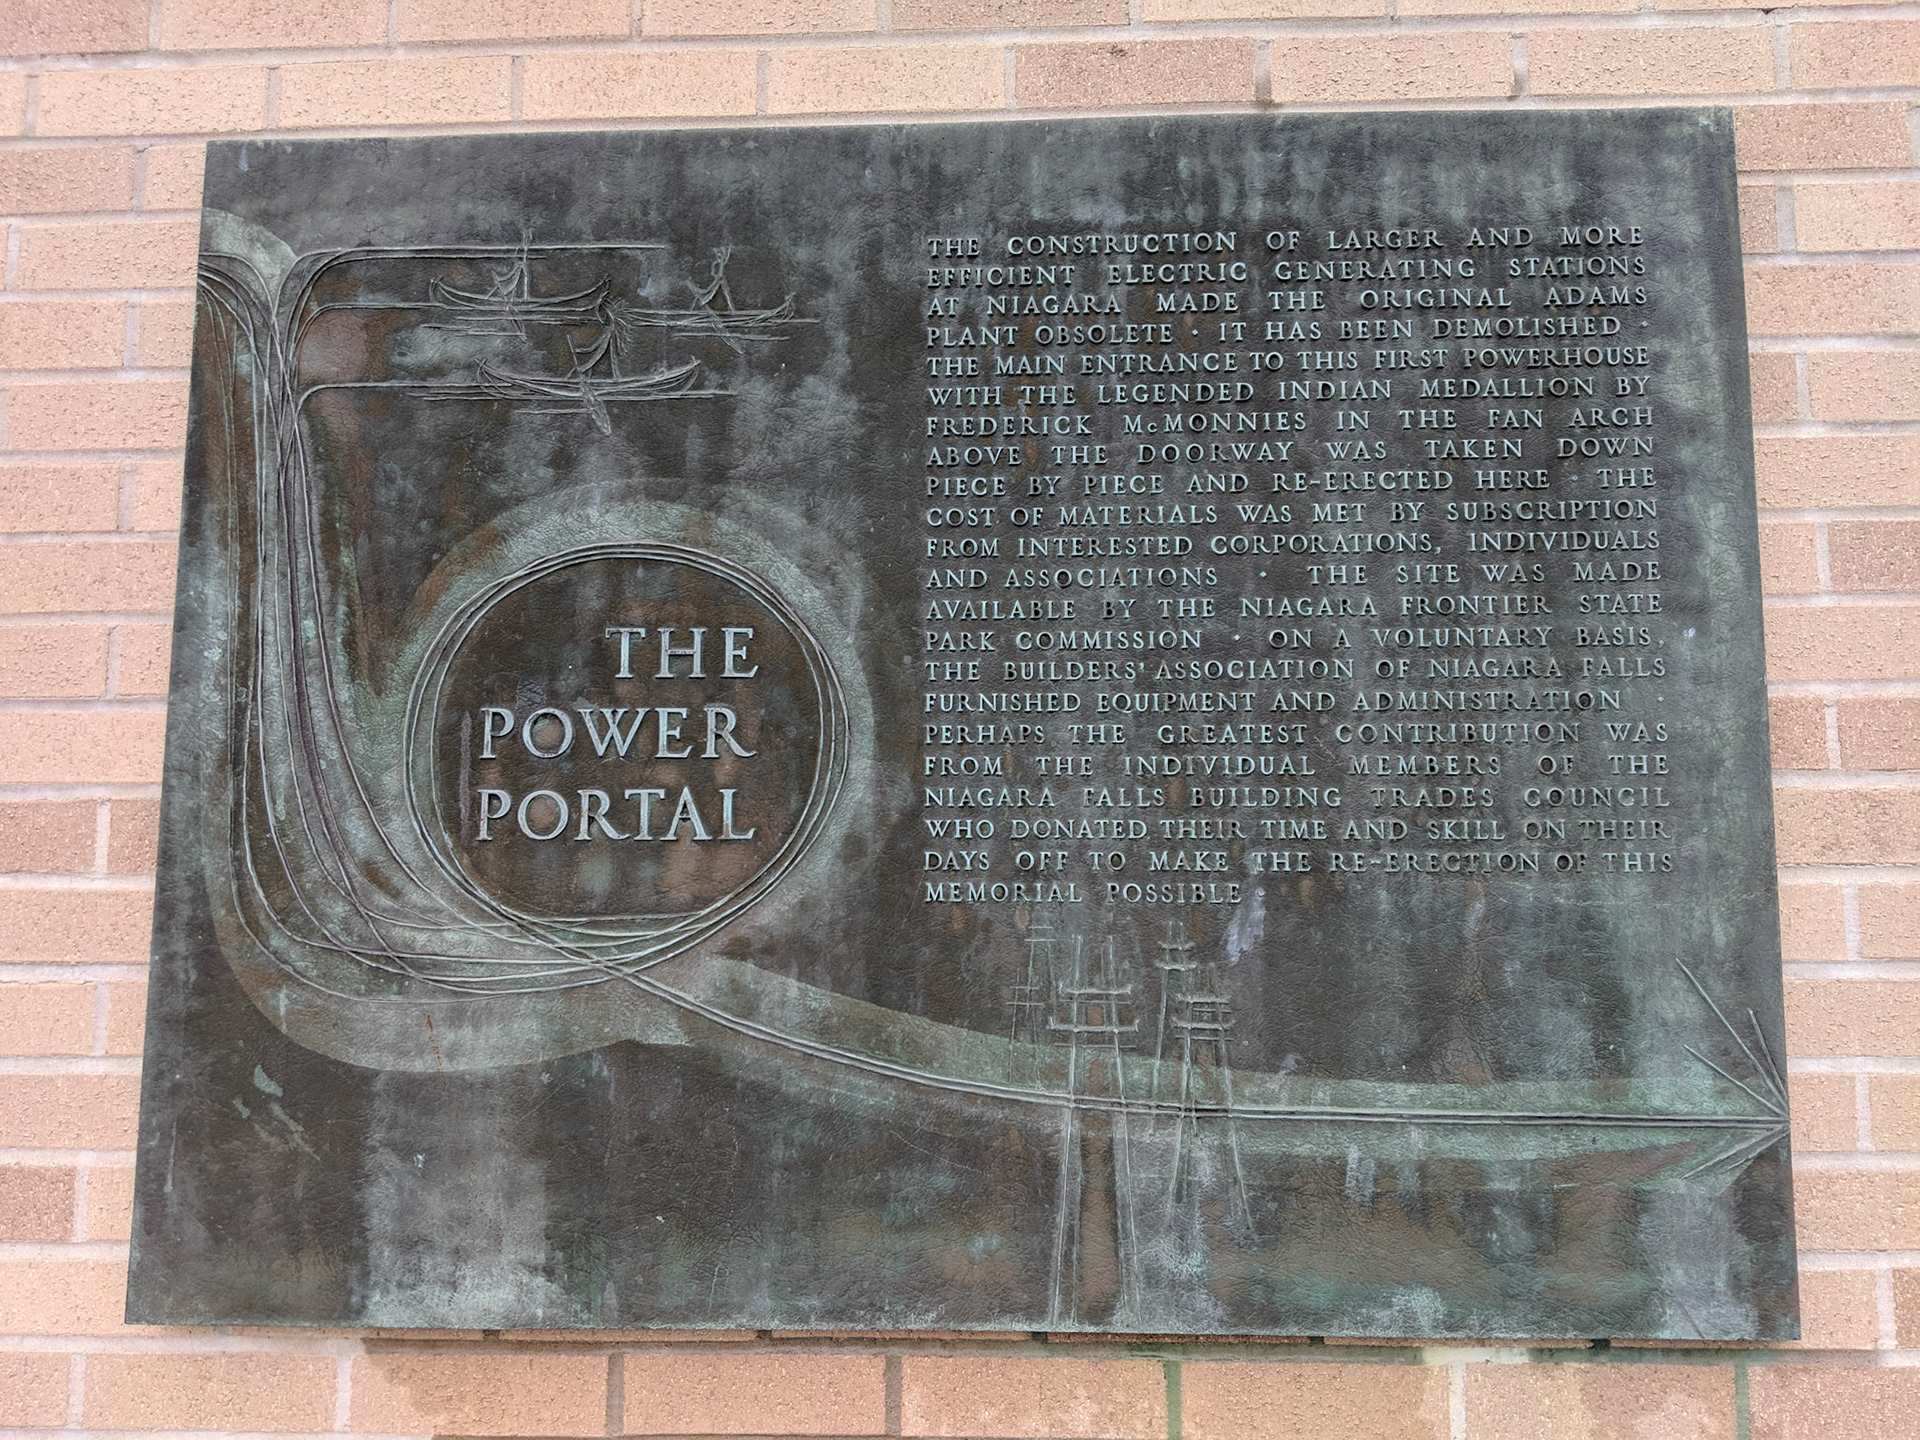 THE
POWER
PORTAL
THE CONSTRUCTION OF LARGER AND MORE
EFFICIENT ELECTRIC GENERATING STATIONS
AT NIAGARA MADE THE ORIGINAL ADAMS
PLANT OBSOLETE · IT HAS BEEN DEMOLISHED ·
THE MAIN ENTRANCE TO THIS FIRST POWERHOUSE
WITH THE LEGENDED INDIAN MEDALLION BY
FREDERICK McMONNIES IN THE FAN ARCH
ABOVE THE DOORWAY WAS TAKEN DOWN
PIECE BY PIECE AND RE-ERECTED HERE · THE
COST OF MATERIALS WAS MET BY SUBSCRIPTION
FROM INTERESTED CORPORATIONS, INDIVIDUALS
AND ASSOCIATIONS · THE SITE WAS MADE
AVAILABLE BY THE NIAGARA FRONTIER STATE
PARK COMMISSION · ON A VOLUNTARY BASIS,
THE BUILDERS' ASSOCIATION OF NIAGARA FALLS
FURNISHED EQUIPMENT AND ADMINISTRATION ·
PERHAPS THE GREATEST CONTRIBUTION WAS
FROM THE INDIVIDUAL MEMBERS OF THE
NIAGARA FALLS BUILDING TRADES COUNCIL
WHO DONATED THEIR TIME AND SKILL ON THEIR
DAYS OFF TO MAKE THE RE-ERECTION OF THIS
MEMORIAL POSSIBLE ·